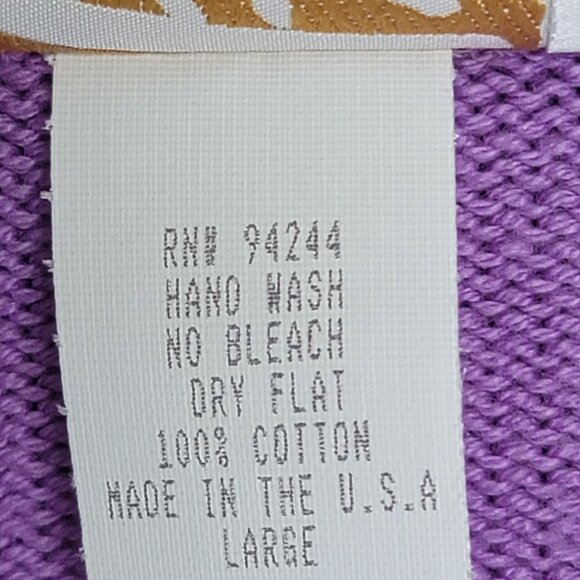 RN# 94244
HAND WASH
NO BLEACH
DRY FLAT
100% COTTON
MADE IN THE U.S.A
LARGE